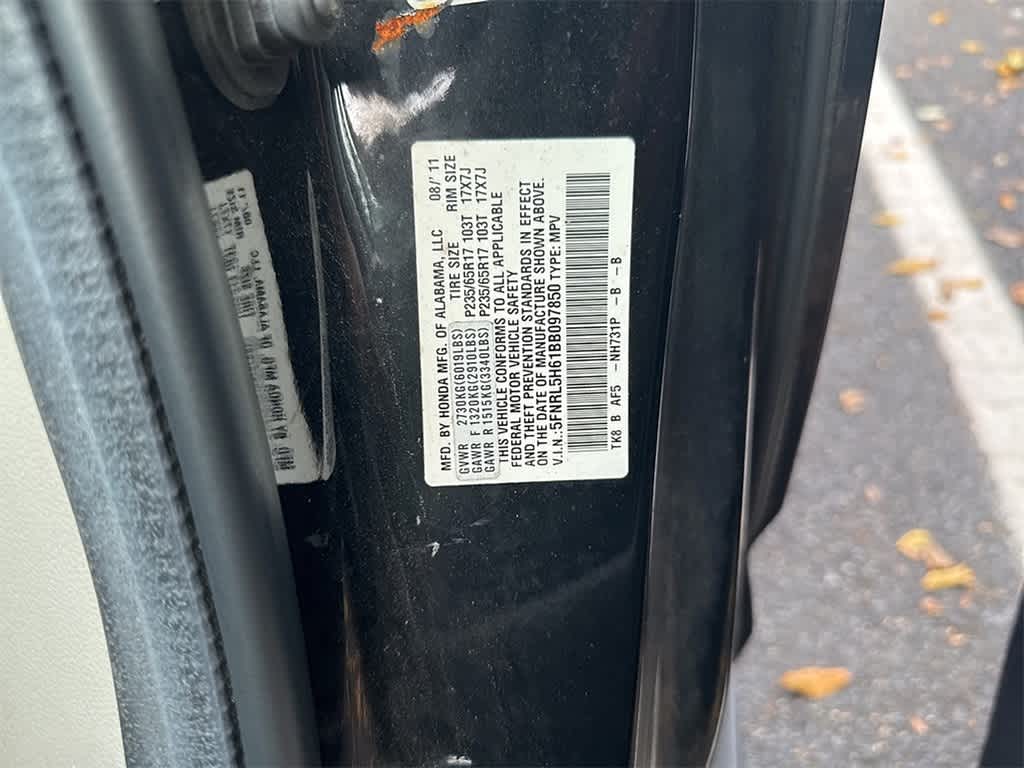 MFD. BY HONDA MFG. OF ALABAMA, LLC 08/'11
GVWR 2730KG(6019LBS) TIRE SIZE RIM SIZE
GAWR F 1320KG(2910LBS) P235/65R17 103T 17X7J
GAWR R 1515KG(3340LBS) P235/65R17 103T 17X7J
THIS VEHICLE CONFORMS TO ALL APPLICABLE
FEDERAL MOTOR VEHICLE SAFETY
AND THEFT PREVENTION STANDARDS IN EFFECT
ON THE DATE OF MANUFACTURE SHOWN ABOVE.
V.I.N.:5FNRL5H61BB097850 TYPE: MPV
TK8 B AF5 -NH731P -B -B